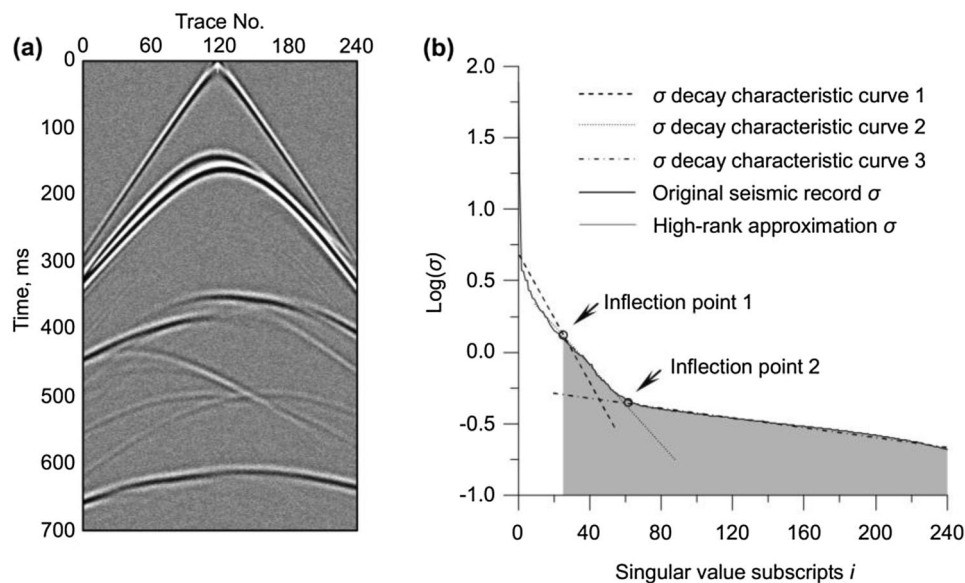 (a)
Trace No.
0 60 120 180 240
0
100
200
300
400
500
600
700
Time, ms
(b)
2.0
1.5
1.0
0.5
0.0
-0.5
-1.0
Log(σ)
σ decay characteristic curve 1
σ decay characteristic curve 2
σ decay characteristic curve 3
Original seismic record σ
High-rank approximation σ
Inflection point 1
Inflection point 2
0 40 80 120 160 200 240
Singular value subscripts i